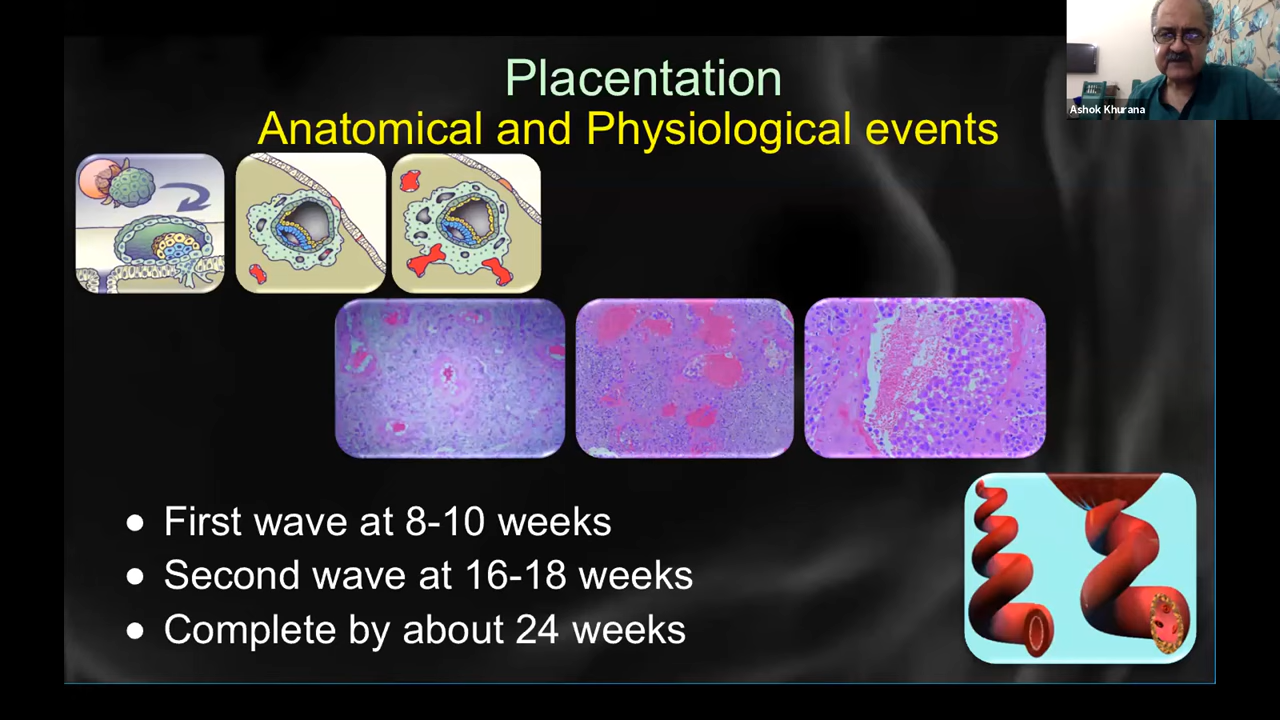 Placentation
Anatomical and Physiological events
Ashok Khurana
● First wave at 8-10 weeks
● Second wave at 16-18 weeks
● Complete by about 24 weeks